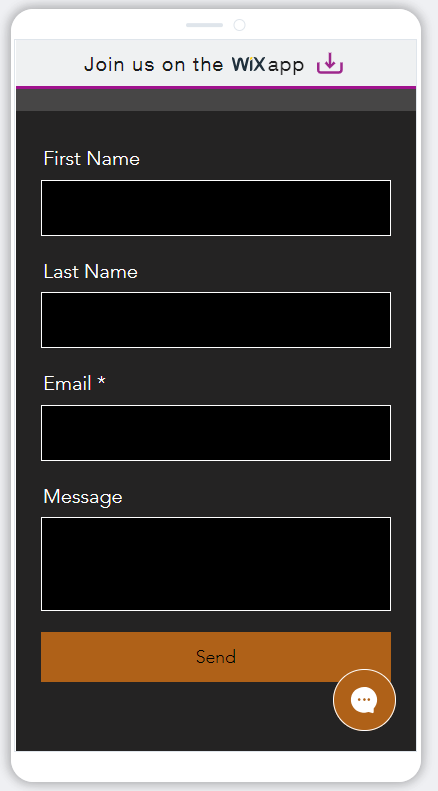 Join us on the WiX app
First Name
Last Name
Email *
Message
Send